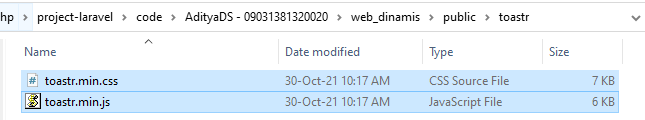 hp > project-laravel > code > AdityaDS - 09031381320020 > web_dinamis > public > toastr
Name Date modified Type Size
toastr.min.css 30-Oct-21 10:17 AM CSS Source File 7 KB
toastr.min.js 30-Oct-21 10:17 AM JavaScript File 6 KB